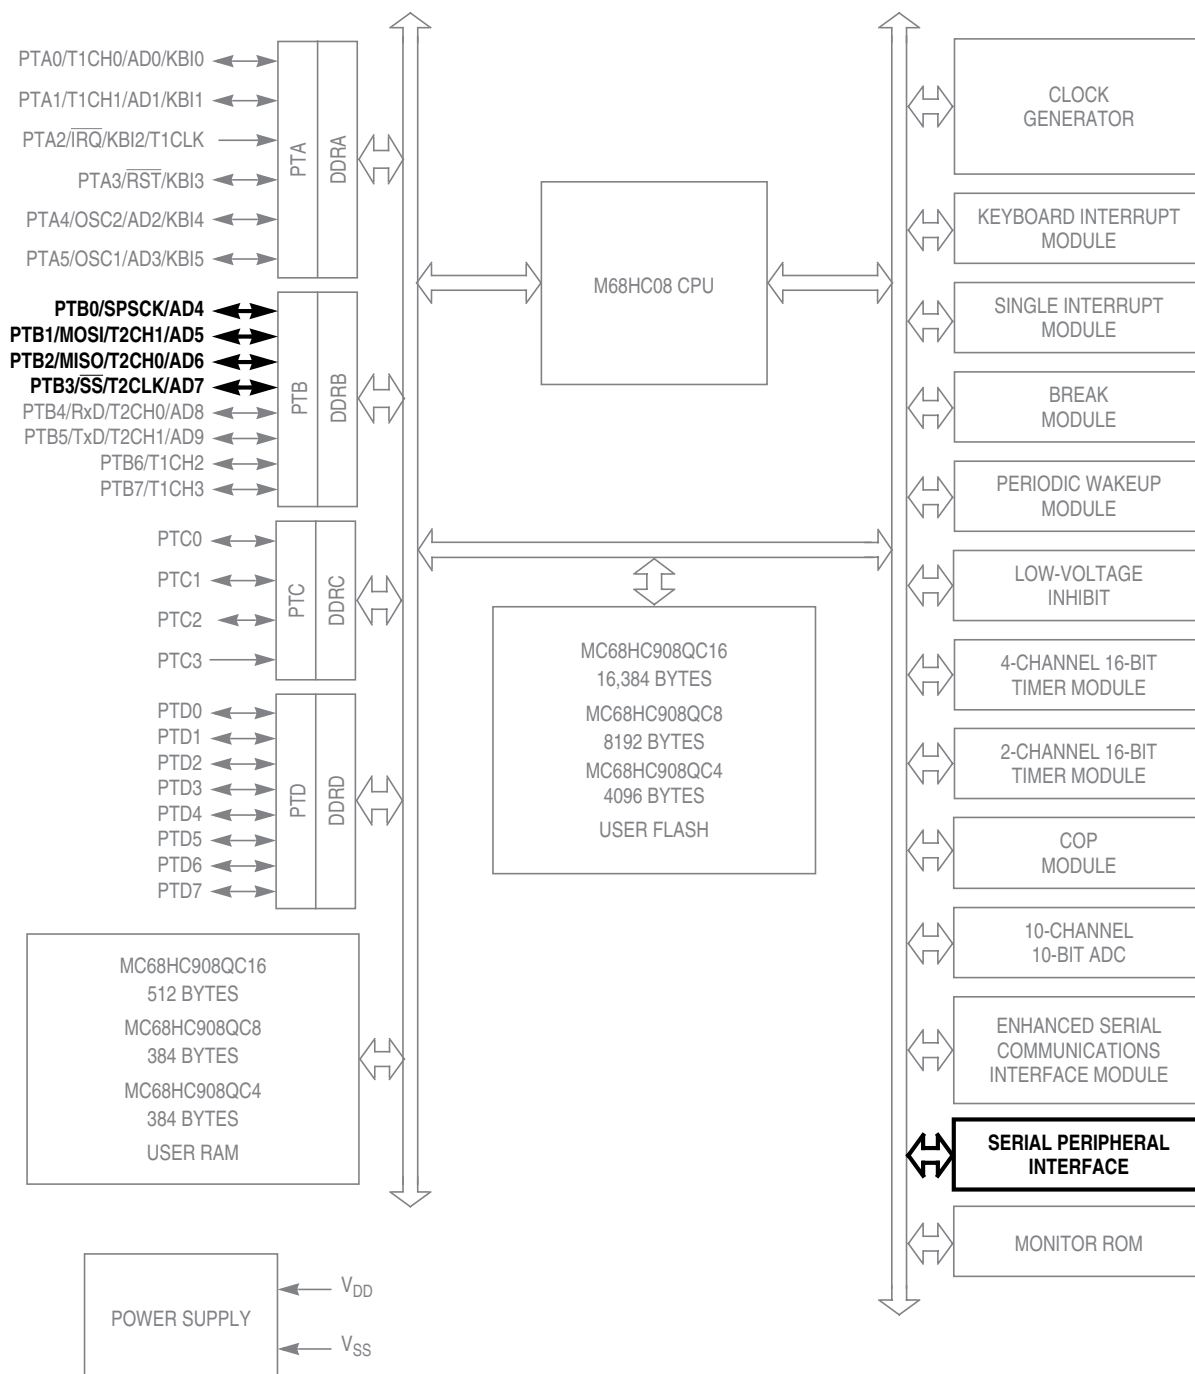 PTA0/T1CH0/AD0/KBI0
PTA1/T1CH1/AD1/KBI1
PTA2/I̅R̅Q̅/KBI2/T1CLK
PTA3/R̅S̅T̅/KBI3
PTA4/OSC2/AD2/KBI4
PTA5/OSC1/AD3/KBI5
PTA
DDRA
PTB0/SPSCK/AD4
PTB1/MOSI/T2CH1/AD5
PTB2/MISO/T2CH0/AD6
PTB3/S̅S̅/T2CLK/AD7
PTB4/RxD/T2CH0/AD8
PTB5/TxD/T2CH1/AD9
PTB6/T1CH2
PTB7/T1CH3
PTB
DDRB
PTC0
PTC1
PTC2
PTC3
PTC
DDRC
PTD0
PTD1
PTD2
PTD3
PTD4
PTD5
PTD6
PTD7
PTD
DDRD
MC68HC908QC16
512 BYTES
MC68HC908QC8
384 BYTES
MC68HC908QC4
384 BYTES
USER RAM
POWER SUPPLY
VDD
VSS
M68HC08 CPU
MC68HC908QC16
16,384 BYTES
MC68HC908QC8
8192 BYTES
MC68HC908QC4
4096 BYTES
USER FLASH
CLOCK
GENERATOR
KEYBOARD INTERRUPT
MODULE
SINGLE INTERRUPT
MODULE
BREAK
MODULE
PERIODIC WAKEUP
MODULE
LOW-VOLTAGE
INHIBIT
4-CHANNEL 16-BIT
TIMER MODULE
2-CHANNEL 16-BIT
TIMER MODULE
COP
MODULE
10-CHANNEL
10-BIT ADC
ENHANCED SERIAL
COMMUNICATIONS
INTERFACE MODULE
SERIAL PERIPHERAL
INTERFACE
MONITOR ROM